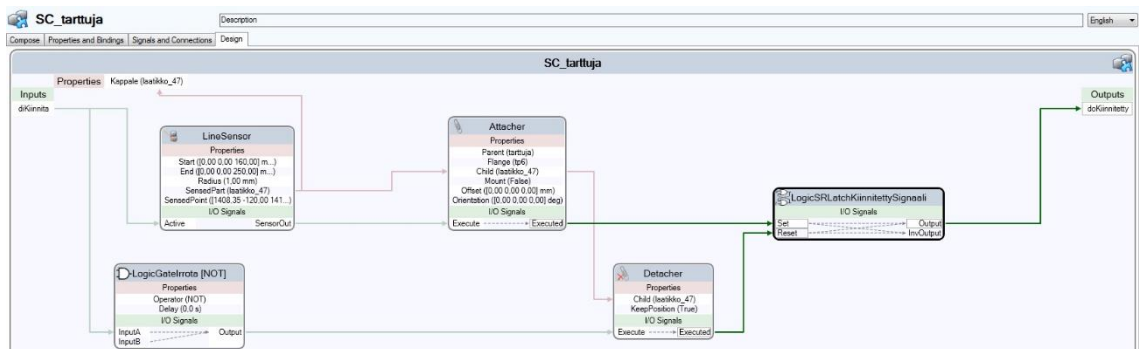 SC_tarttuja
Description
English
Compose Properties and Bindings Signals and Connections Design
SC_tarttuja
Properties Kappale (laatikko_47)
Inputs
diKiinnita
Outputs
doKiinnitetty
LineSensor
Properties
Start ([0,00 0,00 160,00] m...)
End ([0,00 0,00 250,00] m...)
Radius (1,00 mm)
SensedPart (laatikko_47)
SensedPoint ([1408.35 -120,00 141...)
I/O Signals
Active SensorOut
Attacher
Properties
Parent (tarttuja)
Flange (tp6)
Child (laatikko_47)
Mount (False)
Offset ([0,00 0,00 0,00] mm)
Orientation ([0,00 0,00 0,00] deg)
I/O Signals
Execute Executed
LogicSRLatchKiinnitettySignaali
I/O Signals
Set Output
Reset InvOutput
LogicGateIrrota [NOT]
Properties
Operator (NOT)
Delay (0,0 s)
I/O Signals
InputA Output
InputB
Detacher
Properties
Child (laatikko_47)
KeepPosition (True)
I/O Signals
Execute Executed